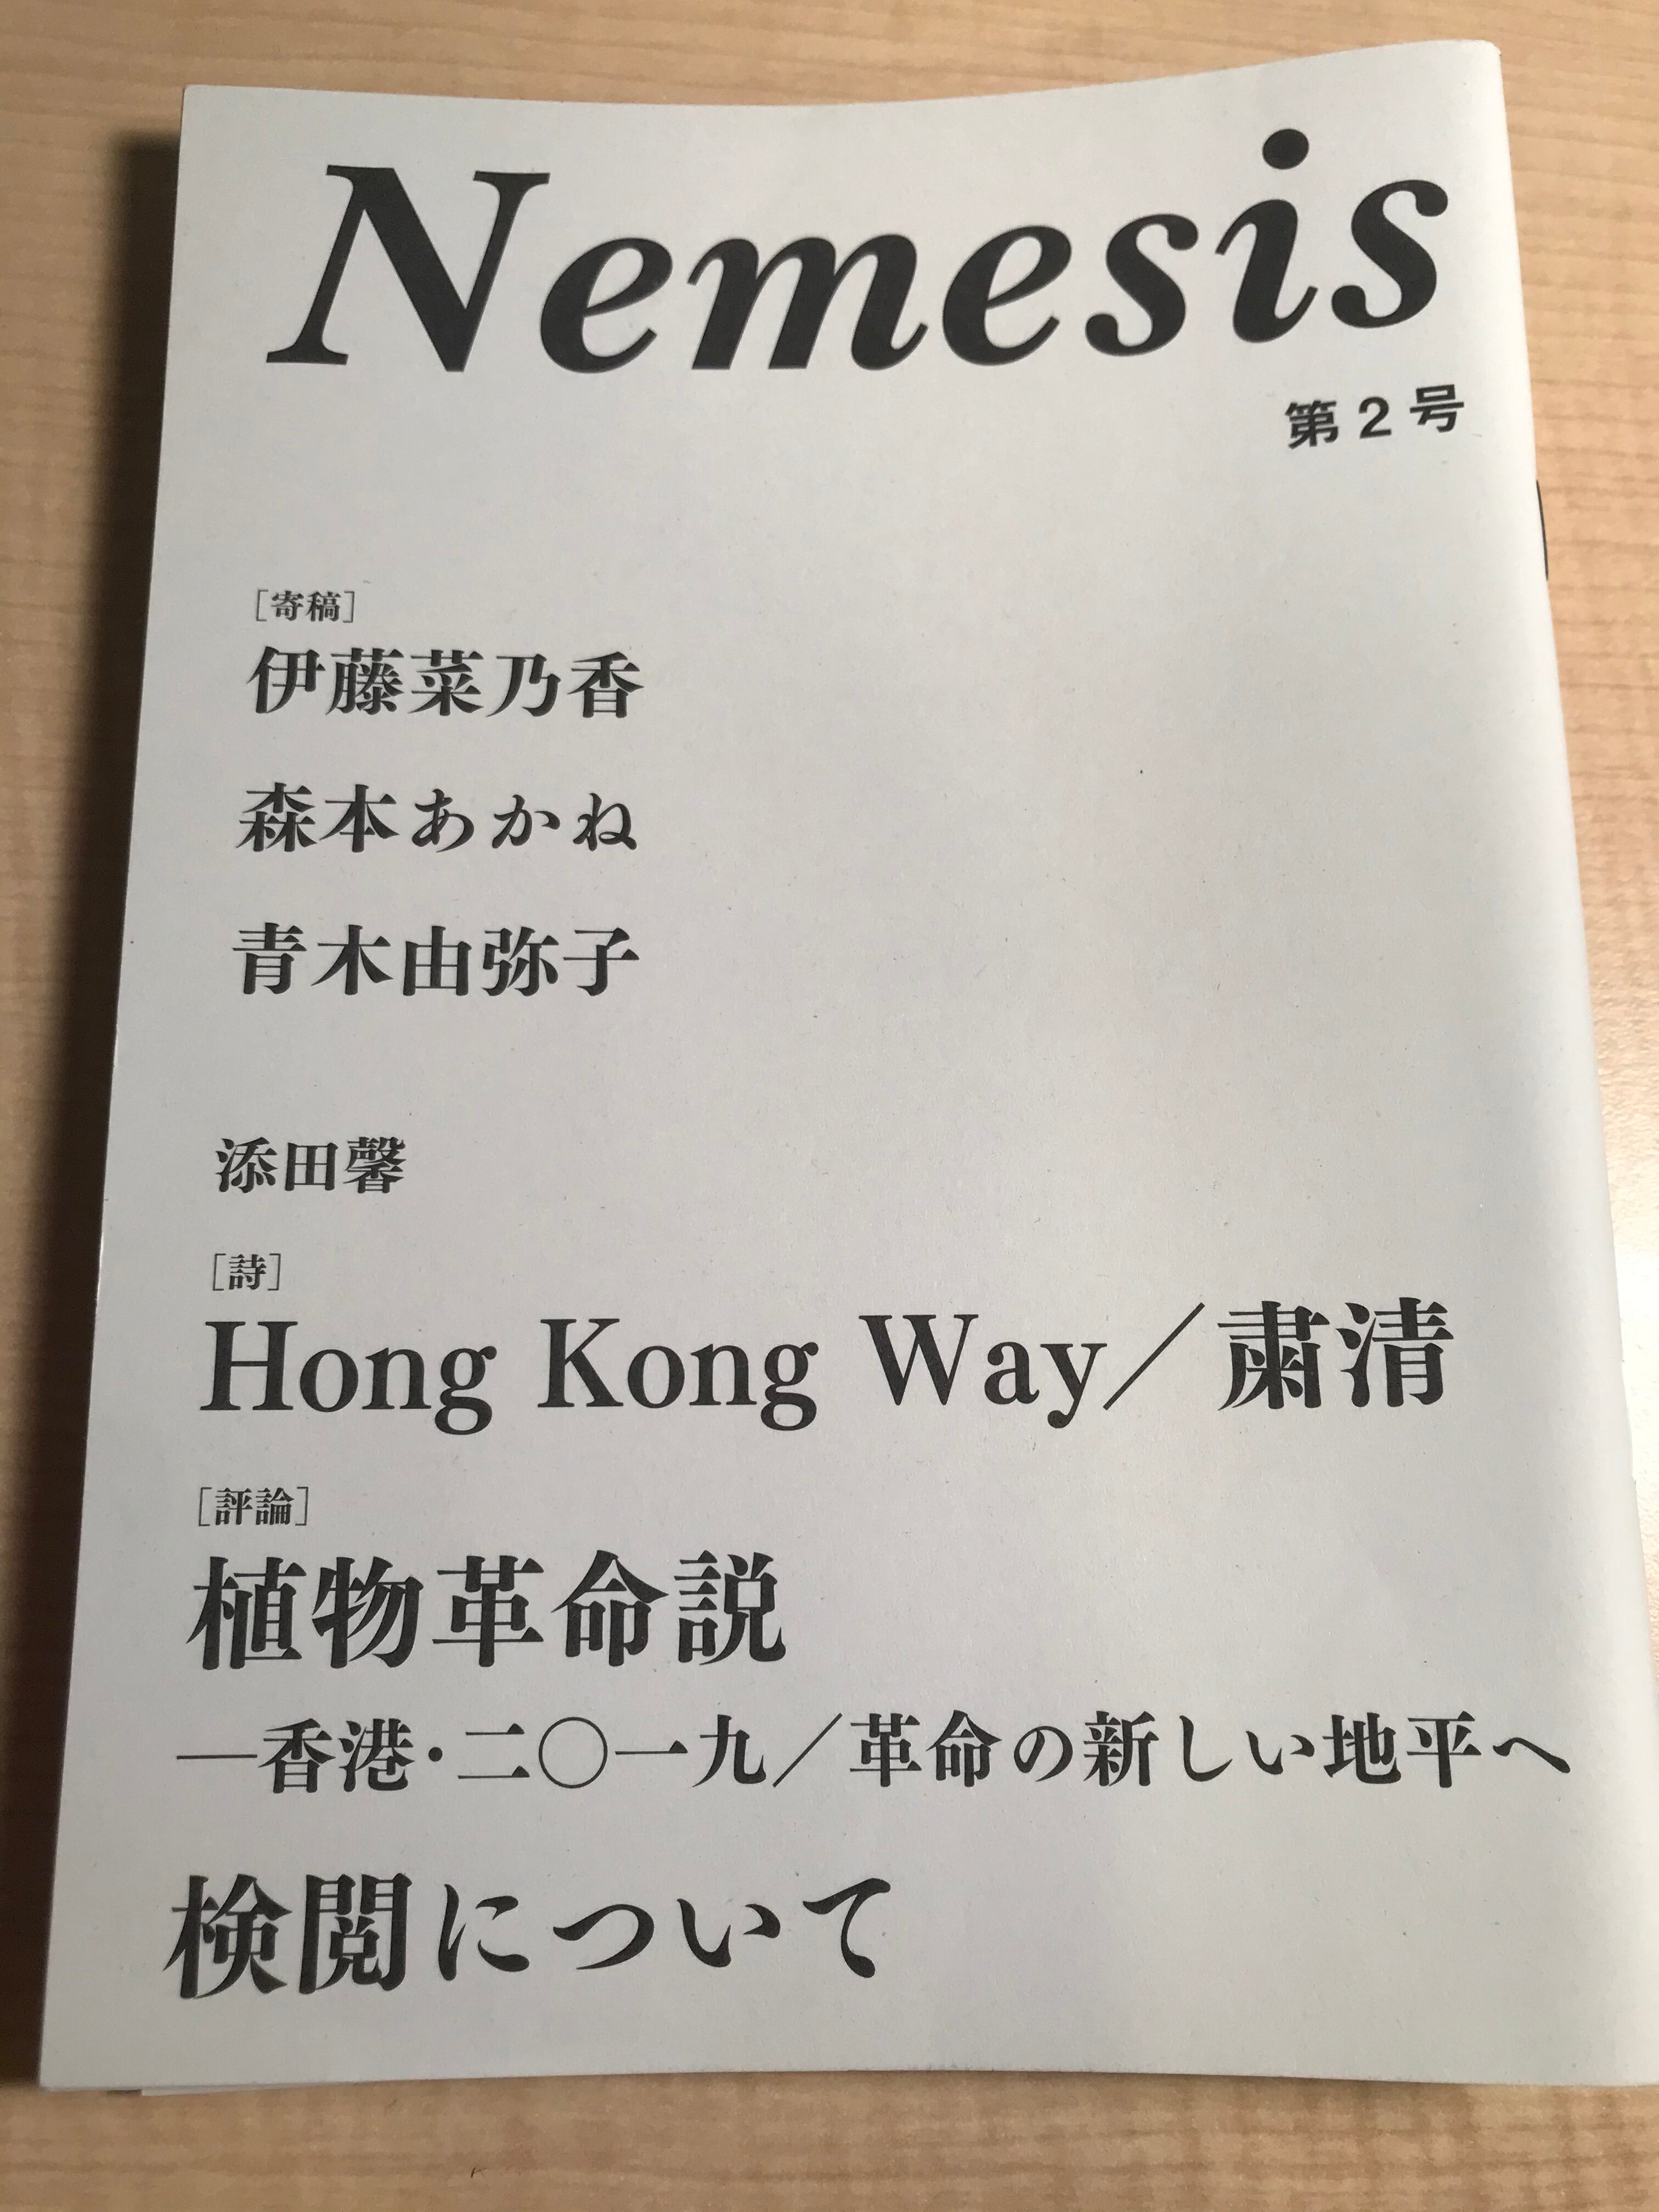 Nemesis
第2号
［寄稿］
伊藤菜乃香
森本あかね
青木由弥子
添田馨
［詩］
Hong Kong Way／粛清
［評論］
植物革命説
―香港・二〇一九／革命の新しい地平へ
検閲について